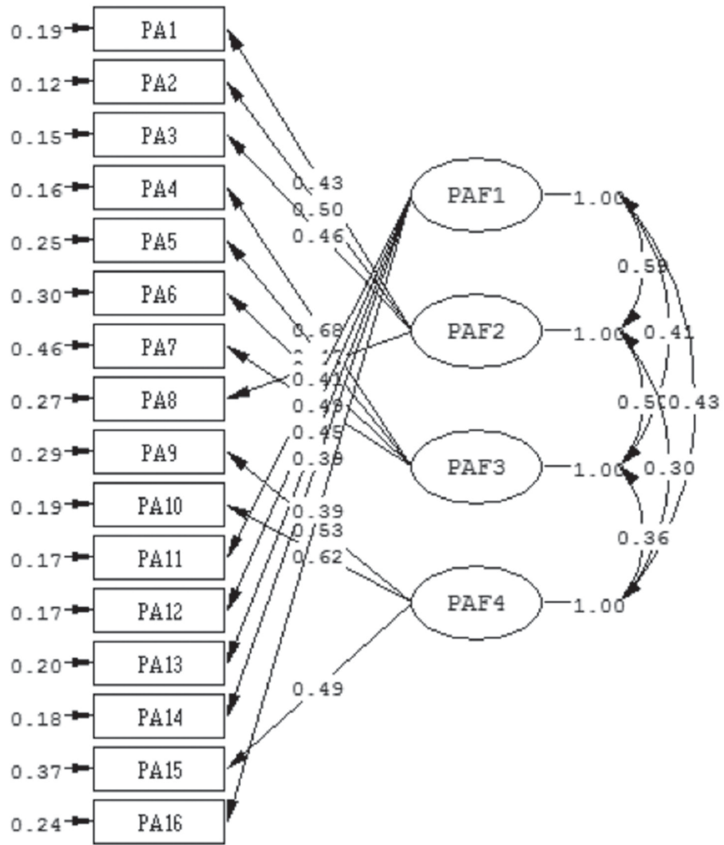 0.19 PA1
0.12 PA2
0.15 PA3
0.16 PA4
0.25 PA5
0.30 PA6
0.46 PA7
0.27 PA8
0.29 PA9
0.19 PA10
0.17 PA11
0.17 PA12
0.20 PA13
0.18 PA14
0.37 PA15
0.24 PA16
0.43
0.50
0.46
0.68
0.45
0.39
0.39
0.53
0.62
0.49
PAF1 1.00
PAF2 1.00
PAF3 1.00
PAF4 1.00
0.59
0.41
0.43
0.30
0.36